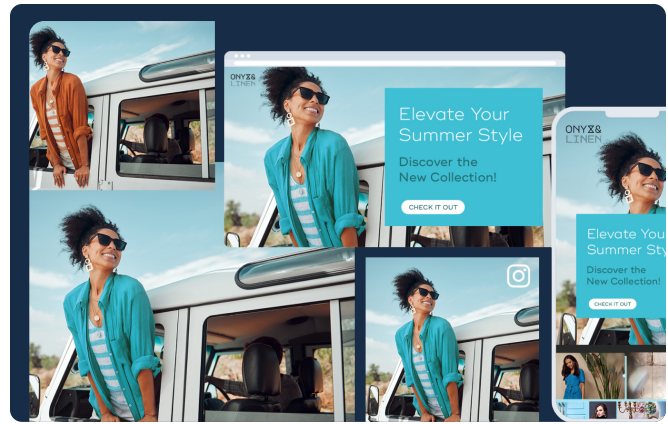 ONYX&
LINEN
Elevate Your
Summer Style
Discover the
New Collection!
CHECK IT OUT
ONYX&
LINEN
Elevate You
Summer Sty
Discover the
New Collection!
CHECK IT OUT